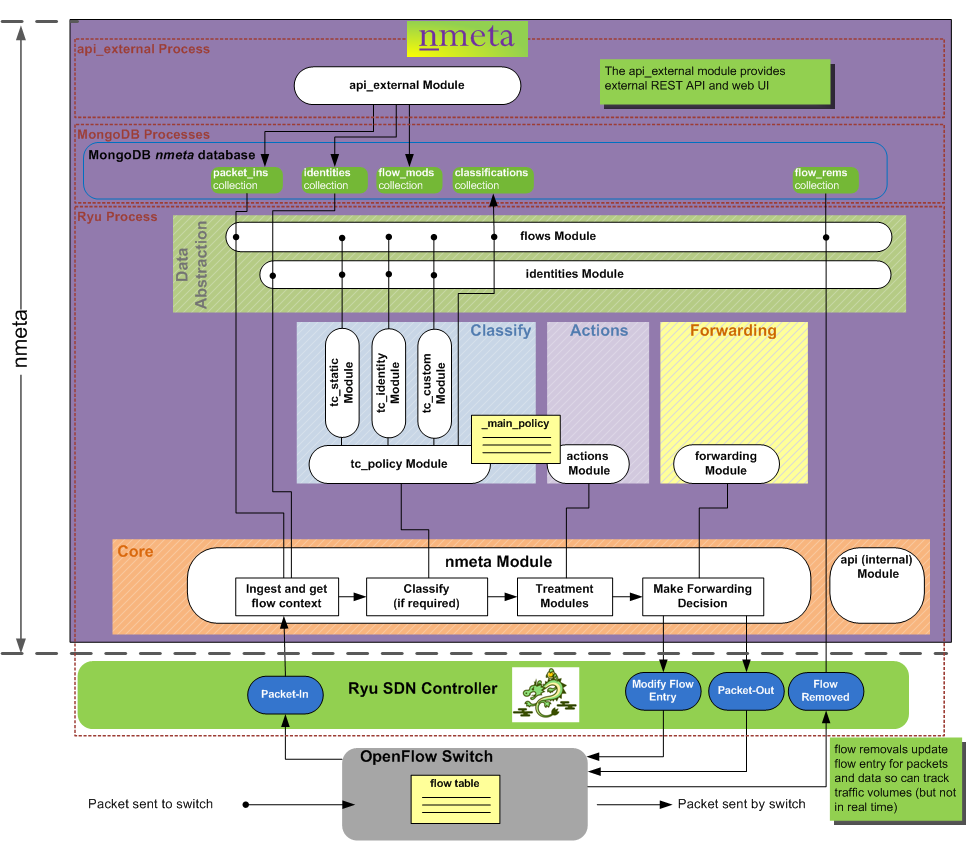 nmeta
api_external Process
api_external Module
The api_external module provides
external REST API and web UI
MongoDB Processes
MongoDB nmeta database
packet_ins
collection
identities
collection
flow_mods
collection
classifications
collection
flow_rems
collection
Ryu Process
Data
Abstraction
flows Module
identities Module
nmeta
Classify
Actions
Forwarding
tc_static
Module
tc_identity
Module
tc_custom
Module
_main_policy
tc_policy Module
actions
Module
forwarding
Module
Core
nmeta Module
api (internal)
Module
Ingest and get
flow context
Classify
(if required)
Treatment
Modules
Make Forwarding
Decision
Packet-In
Ryu SDN Controller
Modify Flow
Entry
Packet-Out
Flow
Removed
OpenFlow Switch
flow table
Packet sent to switch
Packet sent by switch
flow removals update
flow entry for packets
and data so can track
traffic volumes (but not
in real time)